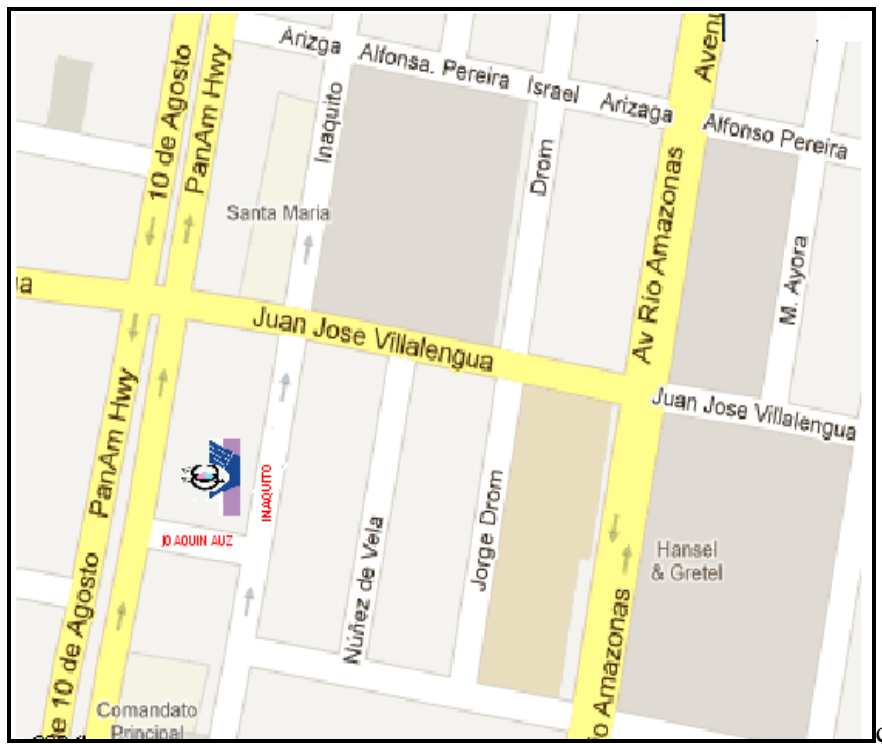 Arizga
Alfonsa. Pereira
Israel
Arizaga
Alfonso Pereira
10 de Agosto
PanAm Hwy
Inaquito
Drom
Av Río Amazonas
M. Ayora
Santa Maria
Juan Jose Villalengua
Juan Jose Villalengua
PanAm Hwy
INAQUITO
JOAQUIN AUZ
Núñez de Vela
Jorge Drom
Hansel
& Gretel
10 de Agosto
Amazonas
Comandato
Principal